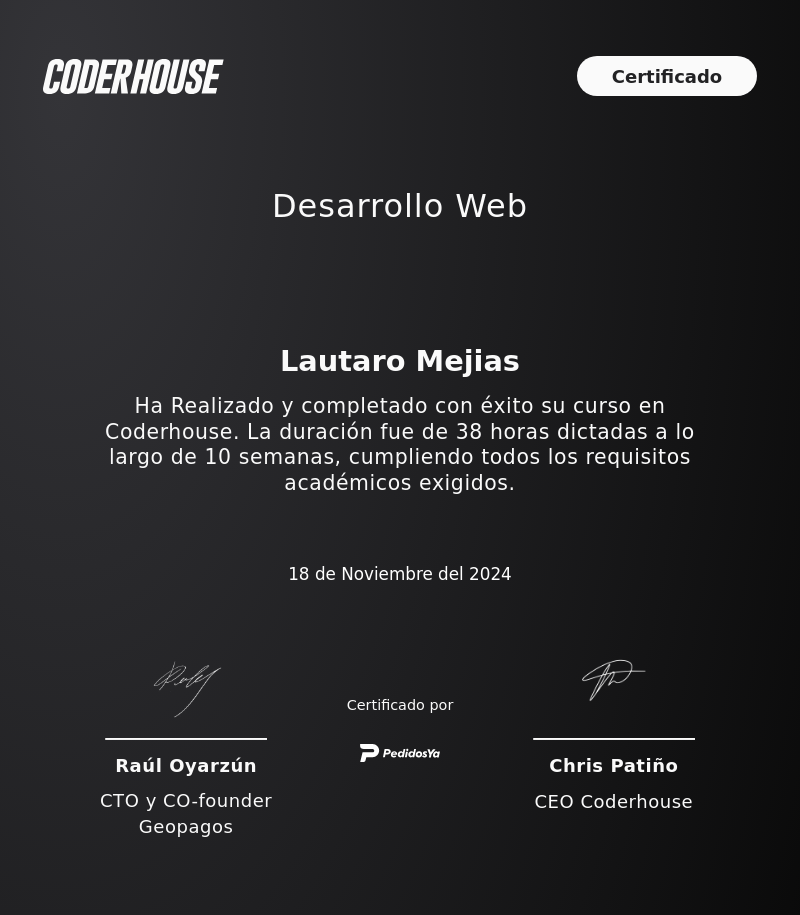 CODERHOUSE
Certificado
Desarrollo Web
Lautaro Mejias
Ha Realizado y completado con éxito su curso en
Coderhouse. La duración fue de 38 horas dictadas a lo
largo de 10 semanas, cumpliendo todos los requisitos
académicos exigidos.
18 de Noviembre del 2024
Certificado por
PedidosYa
Raúl Oyarzún
CTO y CO-founder
Geopagos
Chris Patiño
CEO Coderhouse